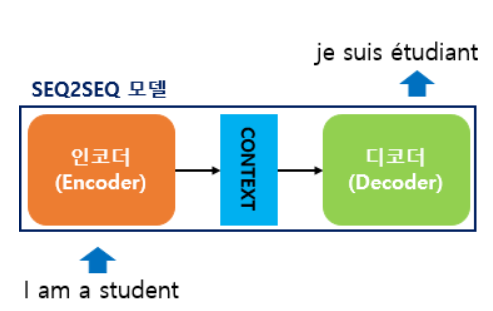 je suis étudiant
SEQ2SEQ 모델
인코더
(Encoder)
CONTEXT
디코더
(Decoder)
I am a student